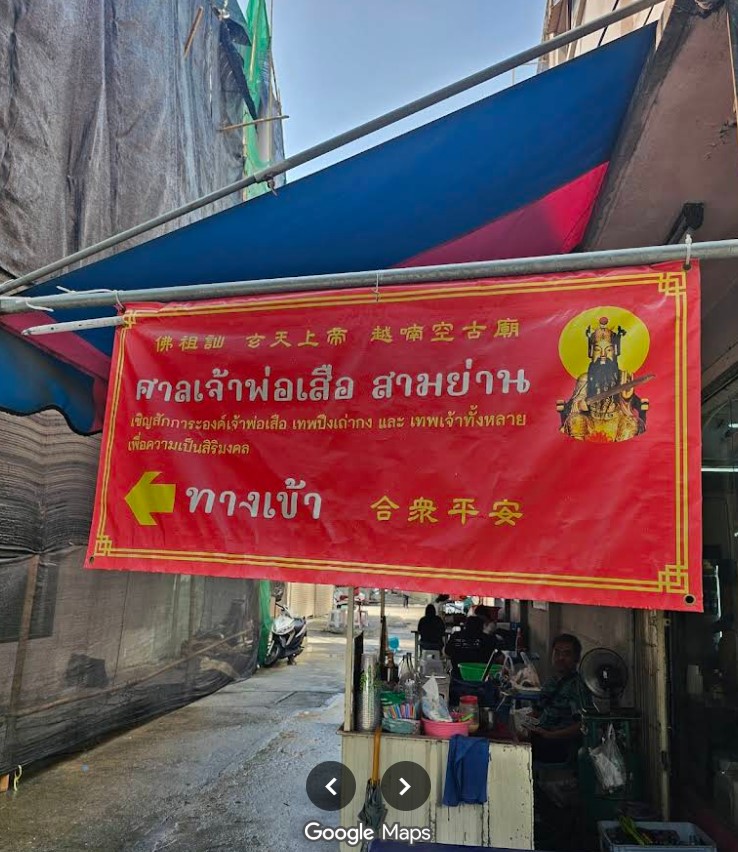 佛祖訕 玄天上帝 越喃空古廟
ศาลเจ้าพ่อเสือ สามย่าน
เชิญสักการะองค์เจ้าพ่อเสือ เทพปึงเถ่ากง และ เทพเจ้าทั้งหลาย
เพื่อความเป็นสิริมงคล
ทางเข้า 合衆平安
Google Maps